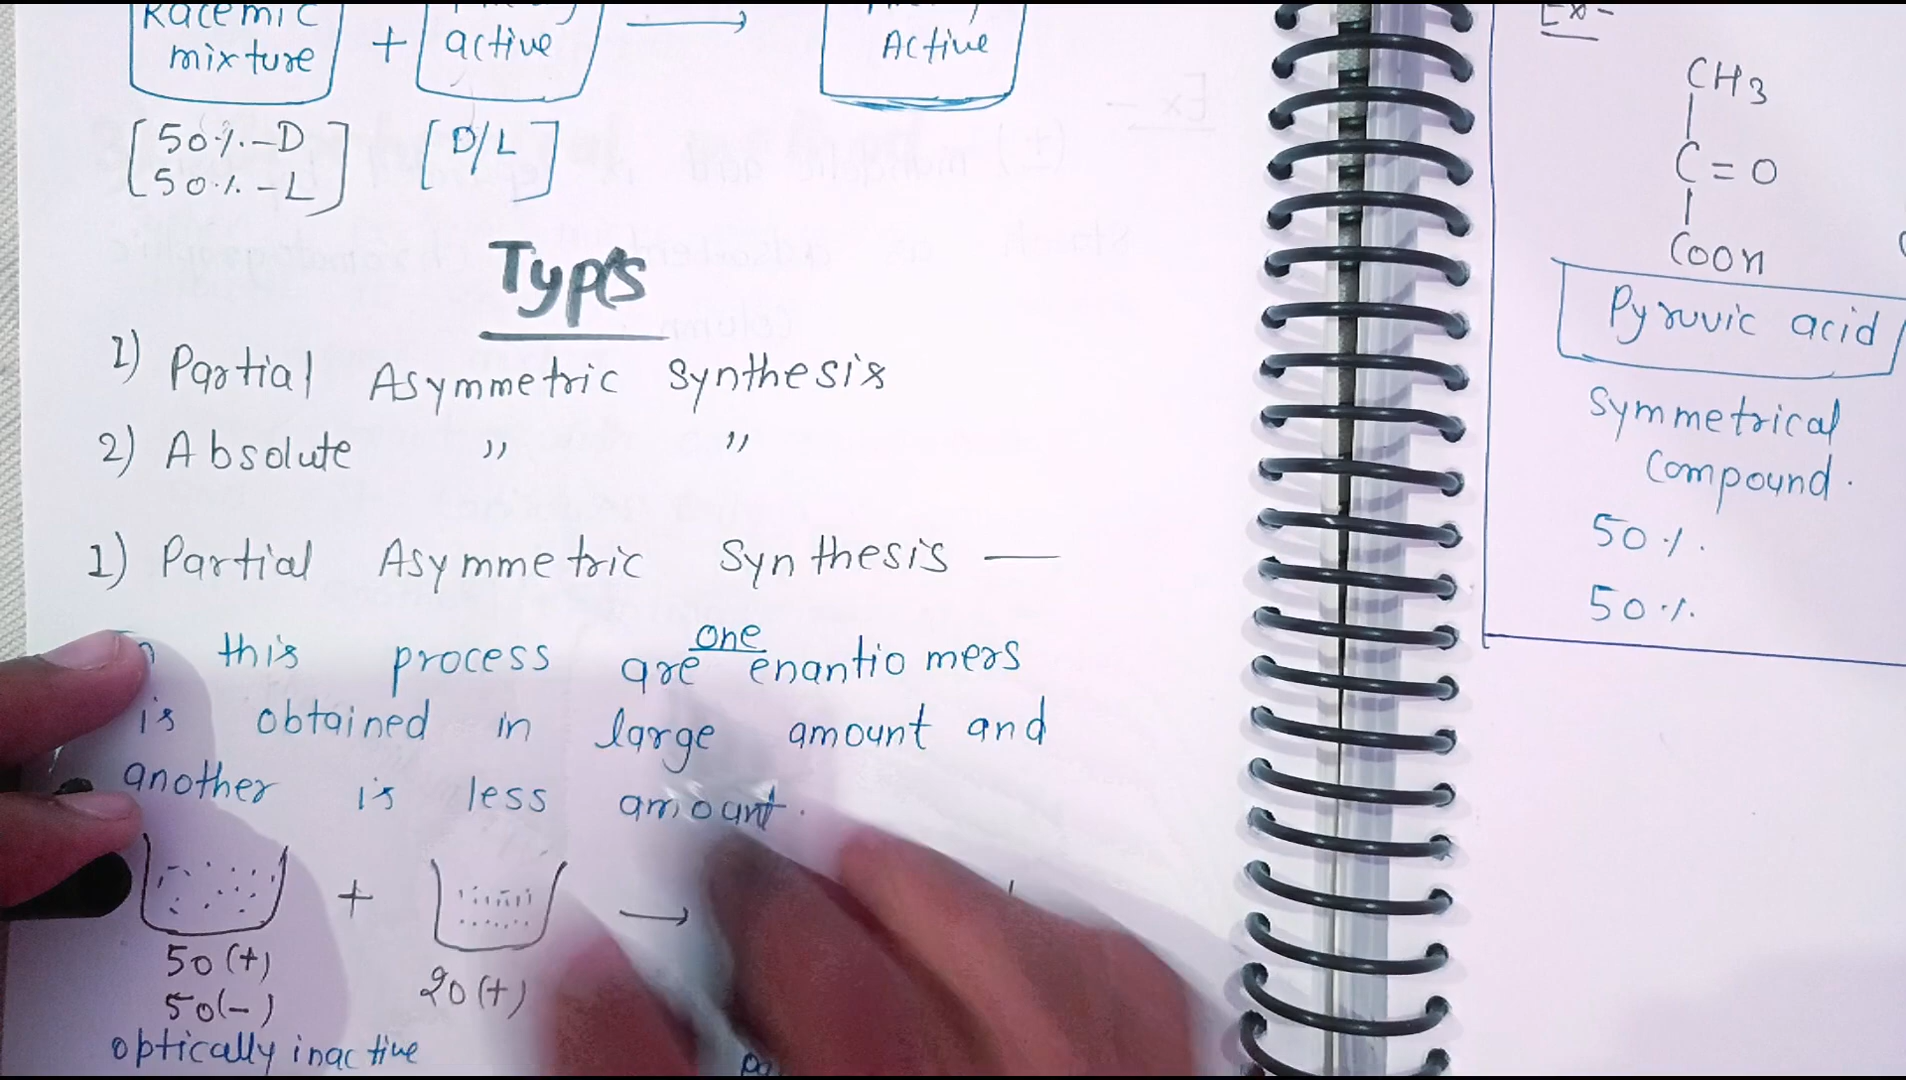 Racemic
mixture + active → Active
[50%-D
50%-L] [D/L]
Types
1) Partial Asymmetric Synthesis
2) Absolute " "
1) Partial Asymmetric Synthesis —
this process are one enantiomers
is obtained in large amount and
another is less amount.
+ →
50(+)
50(-)
20(+)
optically inactive
Ex-
CH3
|
C=O
|
COOH
Pyruvic acid
Symmetrical
Compound.
50%.
50%.